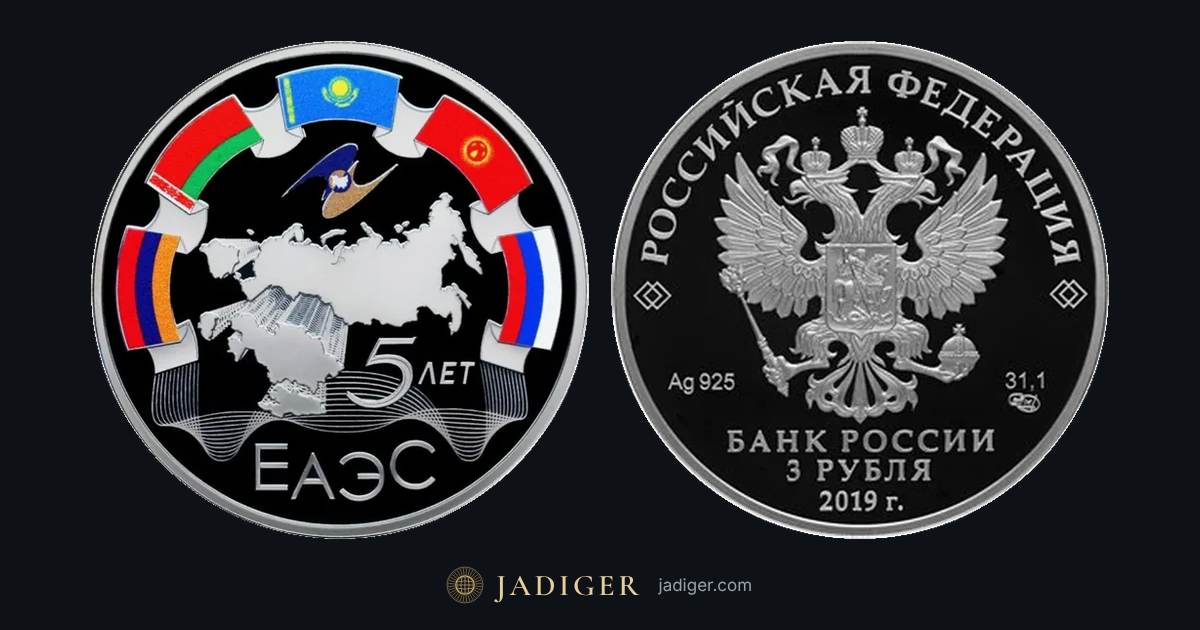 5 ЛЕТ
ЕАЭС
РОССИЙСКАЯ ФЕДЕРАЦИЯ
Ag 925
31,1
БАНК РОССИИ
3 РУБЛЯ
2019 г.
JADIGER
jadiger.com